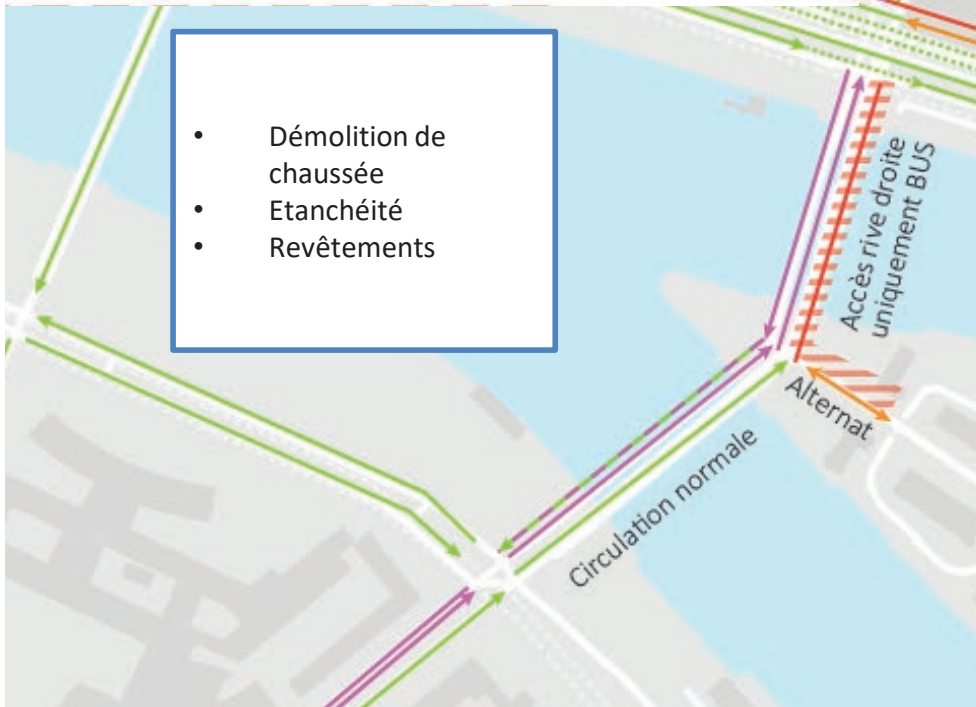 • Démolition de
chaussée
• Etanchéité
• Revêtements
Accès rive droite
uniquement BUS
Alternat
Circulation normale